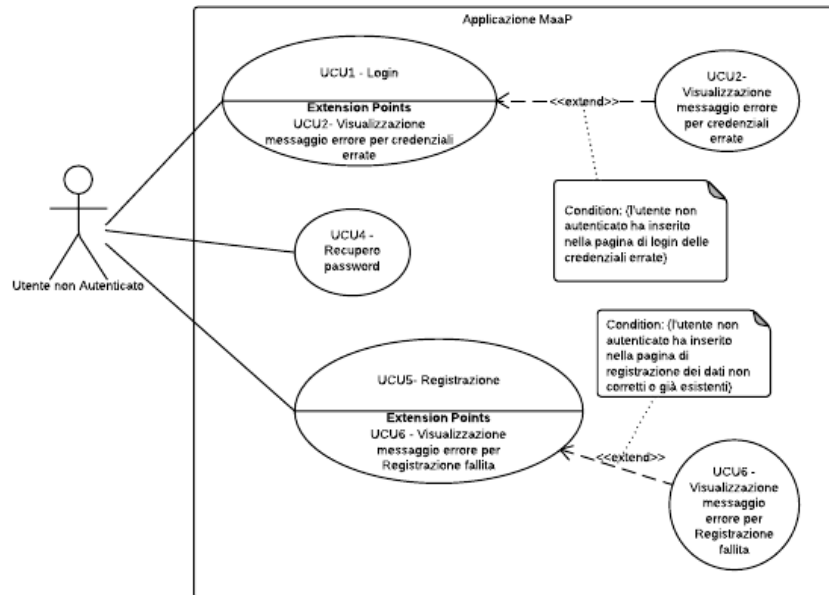 Applicazione MaaP
UCU1 - Login
Extension Points
UCU2- Visualizzazione
messaggio errore per credenziali
errate
<<extend>>
UCU2-
Visualizzazione
messaggio errore
per credenziali
errate
Condition: {l'utente non
autenticato ha inserito
nella pagina di login delle
credenziali errate}
Utente non Autenticato
UCU4 -
Recupero
password
Condition: {l'utente non
autenticato ha inserito
nella pagina di
registrazione dei dati non
corretti o già esistenti}
UCU5- Registrazione
Extension Points
UCU6 - Visualizzazione
messaggio errore per
Registrazione fallita
<<extend>>
UCU6 -
Visualizzazione
messaggio
errore per
Registrazione
fallita